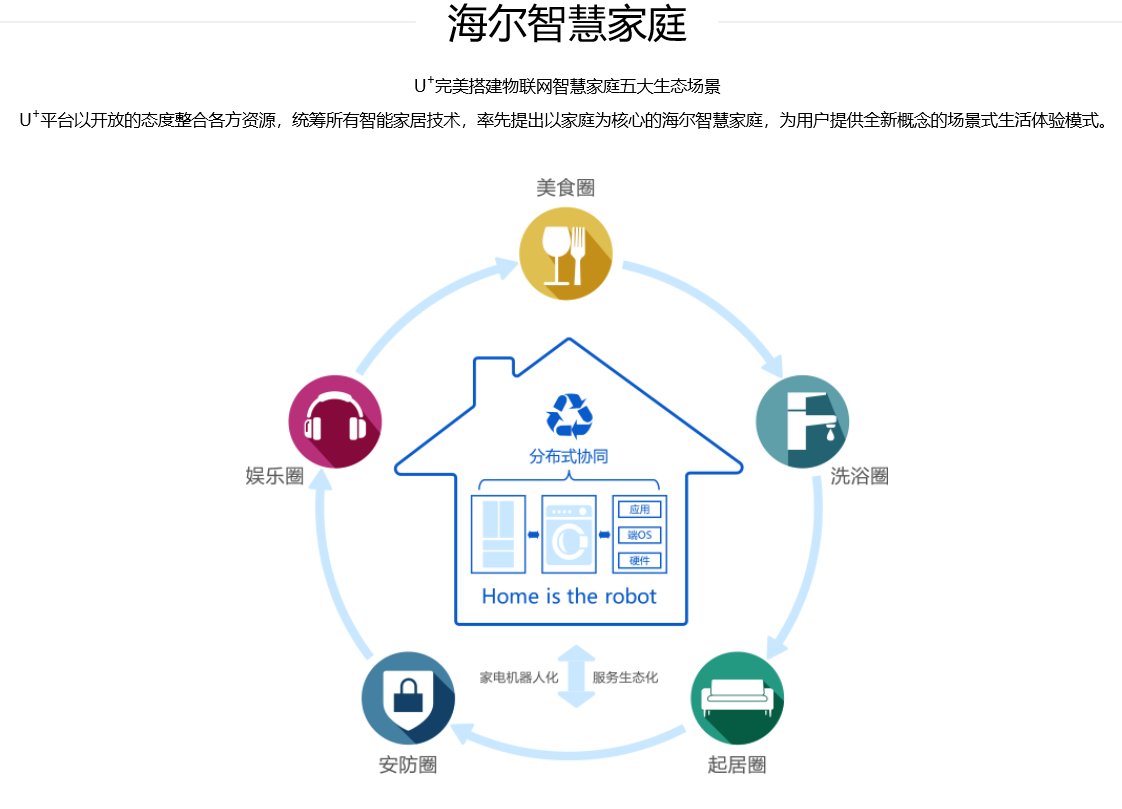 海尔智慧家庭
U+完美搭建物联网智慧家庭五大生态场景
U+平台以开放的态度整合各方资源，统筹所有智能家居技术，率先提出以家庭为核心的海尔智慧家庭，为用户提供全新概念的场景式生活体验模式。
美食圈
娱乐圈
洗浴圈
分布式协同
应用
端OS
硬件
Home is the robot
家电机器人化
服务生态化
安防圈
起居圈